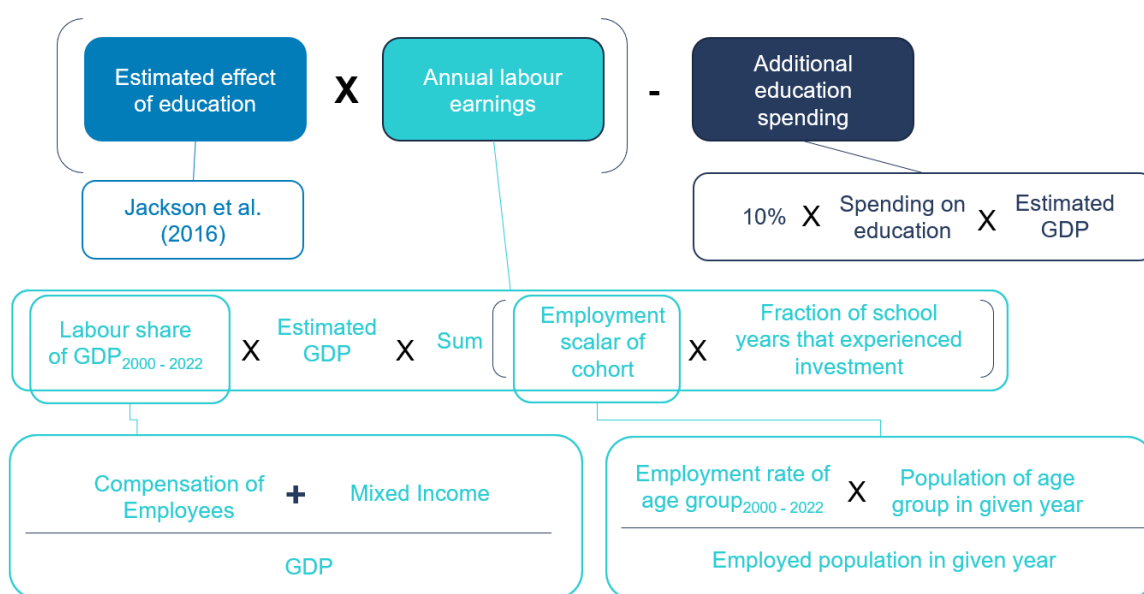 Estimated effect
of education
X
Annual labour
earnings
-
Additional
education
spending
Jackson et al.
(2016)
10%
X
Spending on
education
X
Estimated
GDP
Labour share
of GDP2000 - 2022
X
Estimated
GDP
X
Sum
Employment
scalar of
cohort
X
Fraction of school
years that experienced
investment
Compensation of
Employees
+
Mixed Income
GDP
Employment rate of
age group2000 - 2022
X
Population of age
group in given year
Employed population in given year